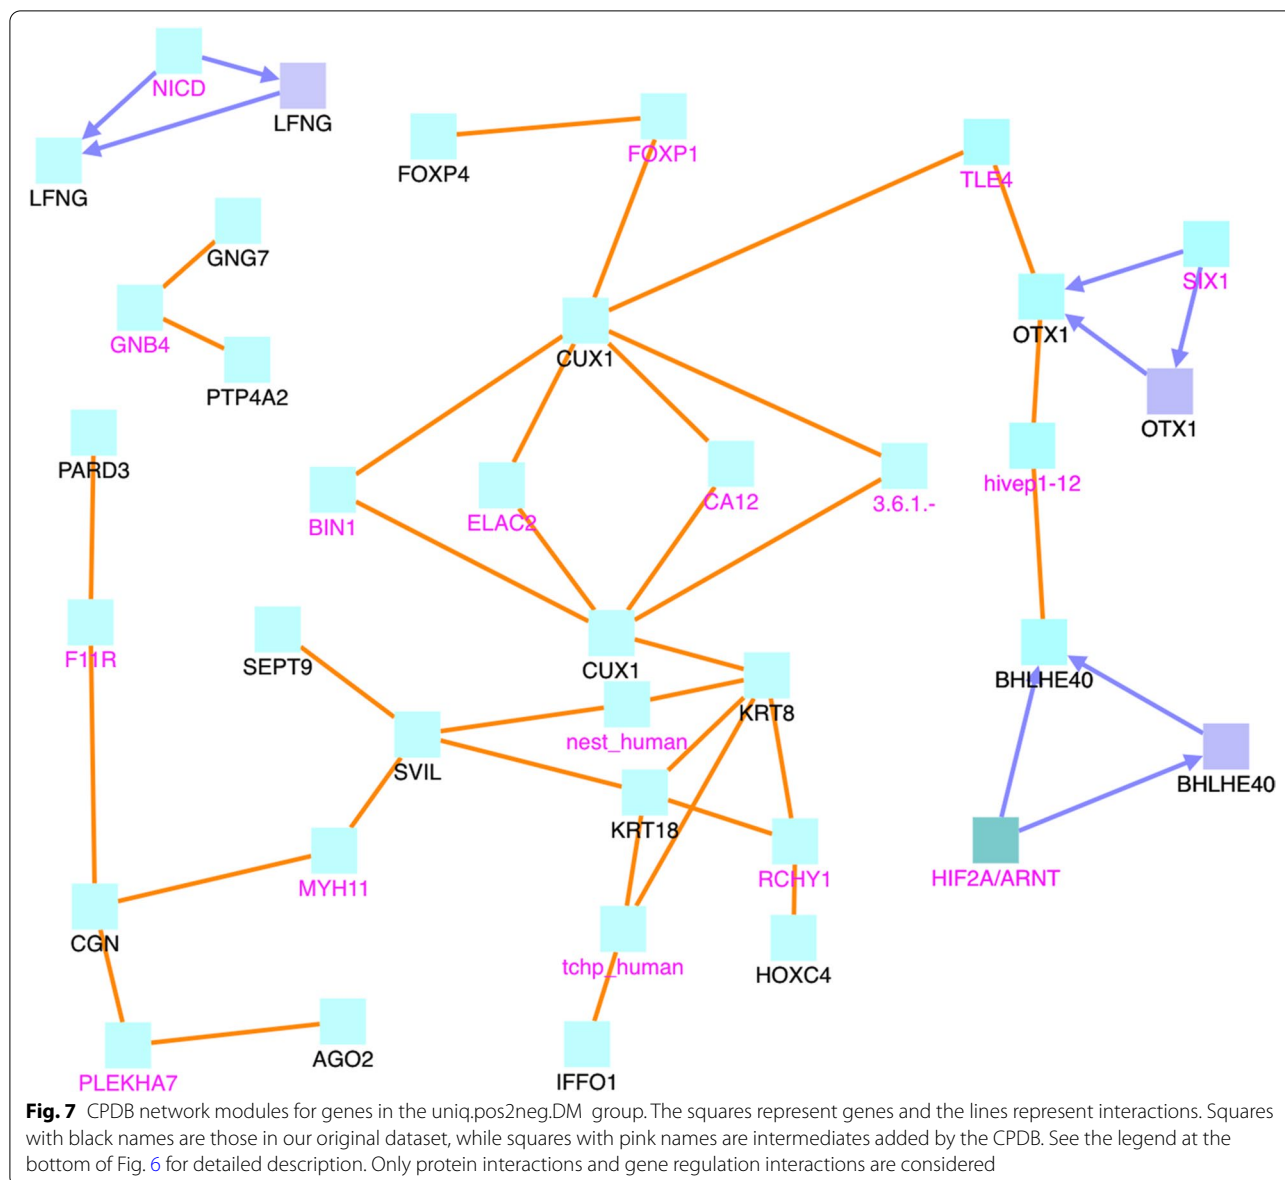 NICD
LFNG
LFNG
FOXP4
FOXP1
TLE4
GNG7
SIX1
GNB4
OTX1
CUX1
PTP4A2
OTX1
PARD3
hivep1-12
BIN1
ELAC2
CA12
3.6.1.-
F11R
SEPT9
CUX1
BHLHE40
KRT8
nest_human
SVIL
BHLHE40
KRT18
MYH11
RCHY1
HIF2A/ARNT
CGN
tchp_human
HOXC4
AGO2
PLEKHA7
IFFO1
Fig. 7 CPDB network modules for genes in the uniq.pos2neg.DM group. The squares represent genes and the lines represent interactions. Squares
with black names are those in our original dataset, while squares with pink names are intermediates added by the CPDB. See the legend at the
bottom of Fig. 6 for detailed description. Only protein interactions and gene regulation interactions are considered